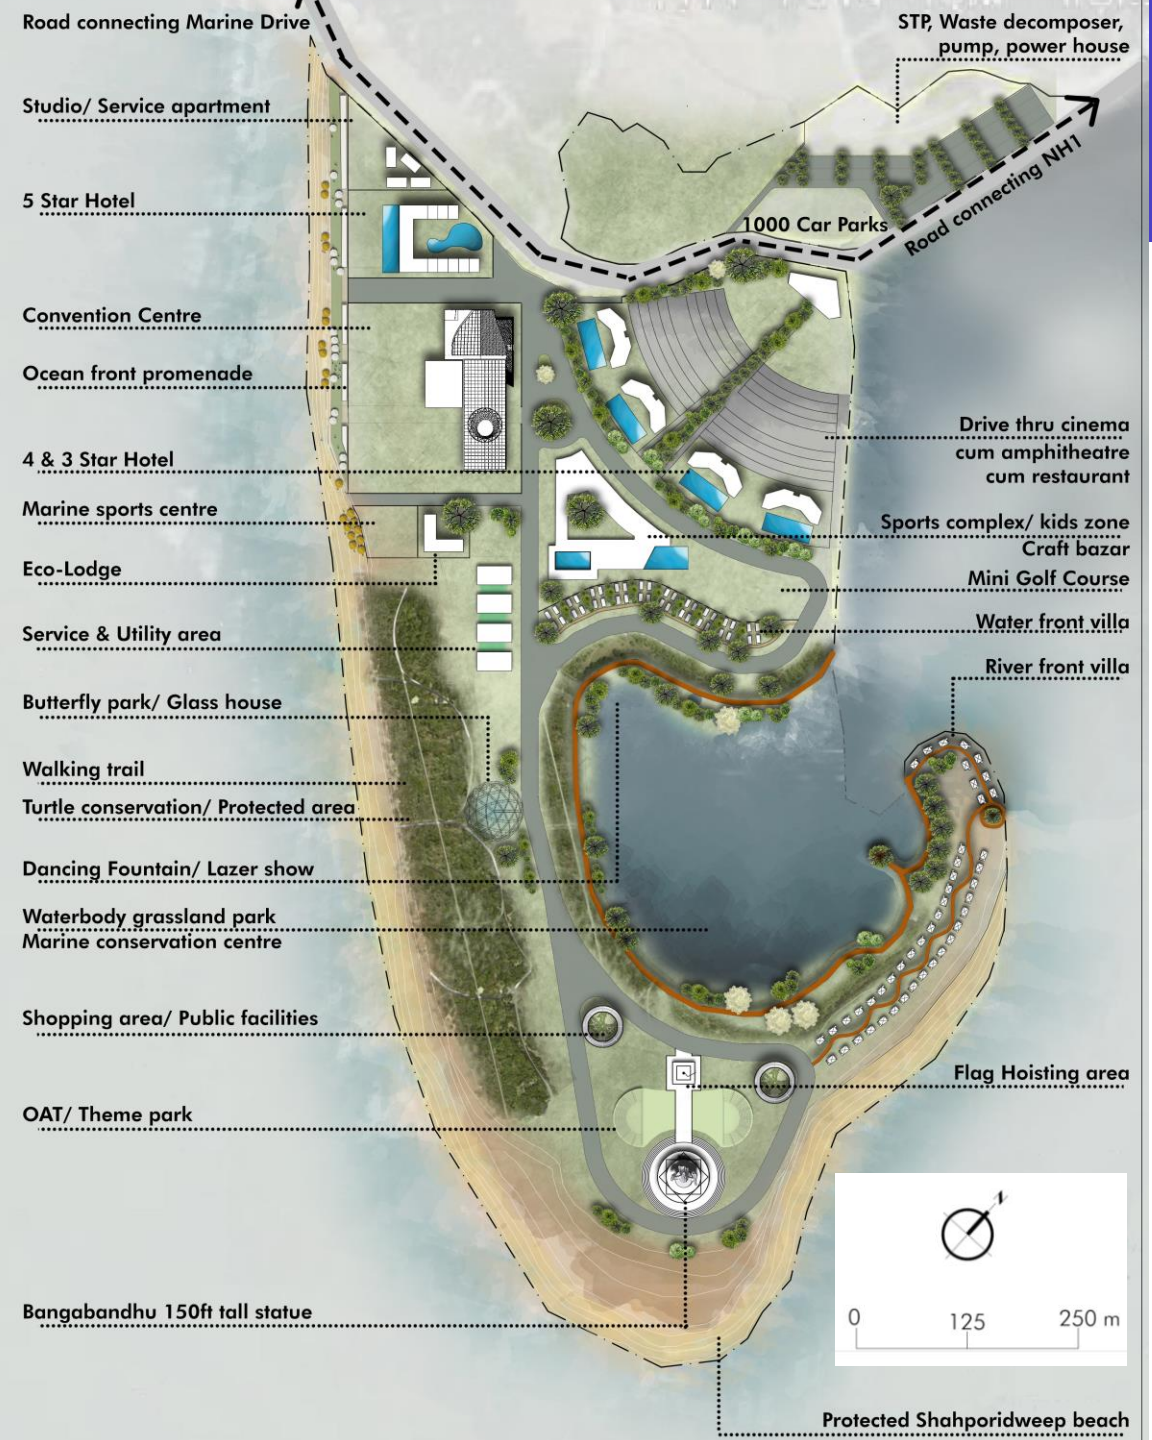 Road connecting Marine Drive
STP, Waste decomposer,
pump, power house
Studio/ Service apartment
5 Star Hotel
1000 Car Parks
Road connecting NH1
Convention Centre
Ocean front promenade
Drive thru cinema
cum amphitheatre
cum restaurant
4 & 3 Star Hotel
Marine sports centre
Sports complex/ kids zone
Craft bazar
Eco-Lodge
Mini Golf Course
Service & Utility area
Water front villa
River front villa
Butterfly park/ Glass house
Walking trail
Turtle conservation/ Protected area
Dancing Fountain/ Lazer show
Waterbody grassland park
Marine conservation centre
Shopping area/ Public facilities
Flag Hoisting area
OAT/ Theme park
N
Bangabandhu 150ft tall statue
0 125 250 m
Protected Shahporidweep beach